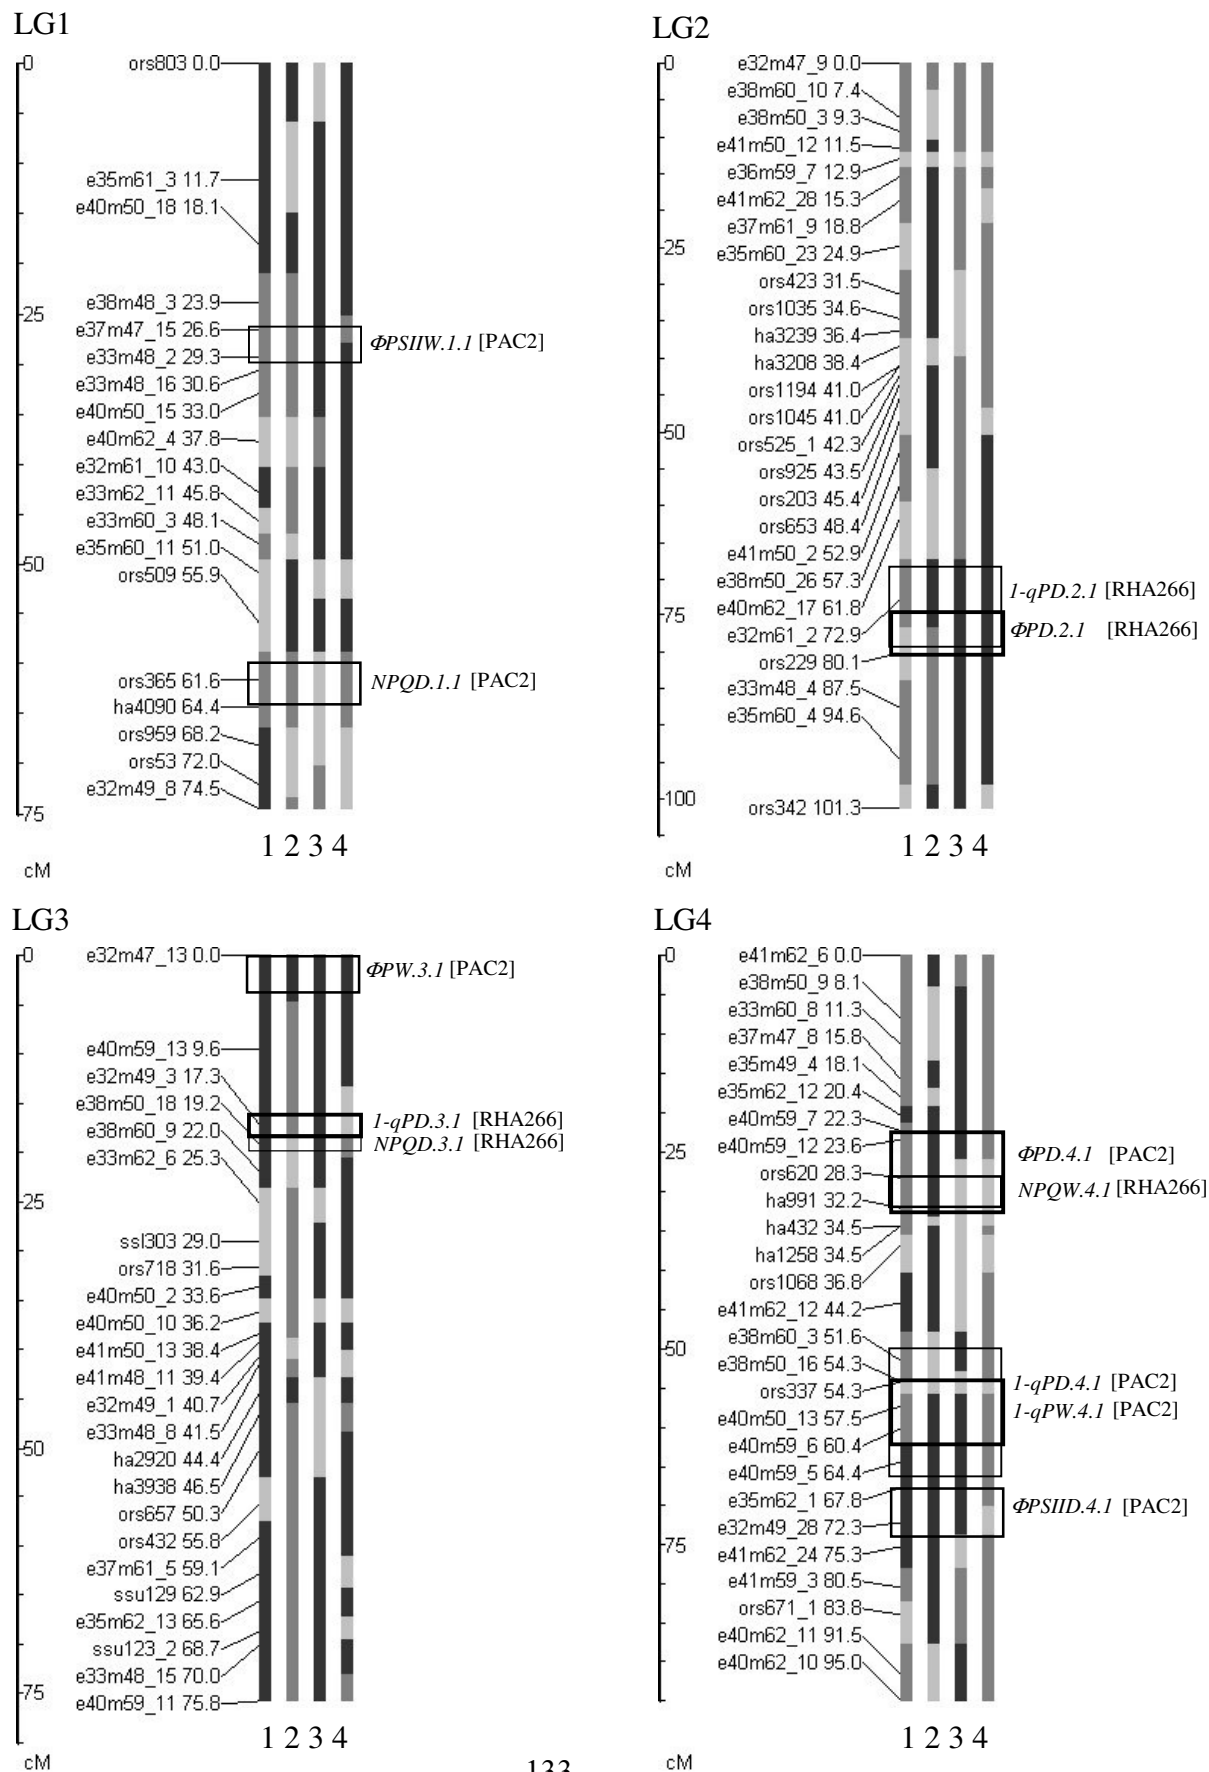 LG1
0
25
50
75
cM
ors803 0.0
e35m61_3 11.7
e40m50_18 18.1
e38m48_3 23.9
e37m47_15 26.6
e33m48_2 29.3
e33m48_16 30.6
e40m50_15 33.0
e40m62_4 37.8
e32m61_10 43.0
e33m62_11 45.8
e33m60_3 48.1
e35m60_11 51.0
ors509 55.9
ors365 61.6
ha4090 64.4
ors959 68.2
ors53 72.0
e32m49_8 74.5
ΦPSIIW.1.1 [PAC2]
NPQD.1.1 [PAC2]
1 2 3 4
LG2
0
25
50
75
100
cM
e32m47_9 0.0
e38m60_10 7.4
e38m50_3 9.3
e41m50_12 11.5
e36m59_7 12.9
e41m62_28 15.3
e37m61_9 18.8
e35m60_23 24.9
ors423 31.5
ors1035 34.6
ha3239 36.4
ha3208 38.4
ors1194 41.0
ors1045 41.0
ors525_1 42.3
ors925 43.5
ors203 45.4
ors653 48.4
e41m50_2 52.9
e38m50_26 57.3
e40m62_17 61.8
e32m61_2 72.9
ors229 80.1
e33m48_4 87.5
e35m60_4 94.6
ors342 101.3
1-qPD.2.1 [RHA266]
ΦPD.2.1 [RHA266]
1 2 3 4
LG3
0
25
50
75
cM
e32m47_13 0.0
e40m59_13 9.6
e32m49_3 17.3
e38m50_18 19.2
e38m60_9 22.0
e33m62_6 25.3
ssl303 29.0
ors718 31.6
e40m50_2 33.6
e40m50_10 36.2
e41m50_13 38.4
e41m48_11 39.4
e32m49_1 40.7
e33m48_8 41.5
ha2920 44.4
ha3938 46.5
ors657 50.3
ors432 55.8
e37m61_5 59.1
ssu129 62.9
e35m62_13 65.6
ssu123_2 68.7
e33m48_15 70.0
e40m59_11 75.8
ΦPW.3.1 [PAC2]
1-qPD.3.1 [RHA266]
NPQD.3.1 [RHA266]
1 2 3 4
LG4
0
25
50
75
cM
e41m62_6 0.0
e38m50_9 8.1
e33m60_8 11.3
e37m47_8 15.8
e35m49_4 18.1
e35m62_12 20.4
e40m59_7 22.3
e40m59_12 23.6
ors620 28.3
ha991 32.2
ha432 34.5
ha1258 34.5
ors1068 36.8
e41m62_12 44.2
e38m60_3 51.6
e38m50_16 54.3
ors337 54.3
e40m50_13 57.5
e40m59_6 60.4
e40m59_5 64.4
e35m62_1 67.8
e32m49_28 72.3
e41m62_24 75.3
e41m59_3 80.5
ors671_1 83.8
e40m62_11 91.5
e40m62_10 95.0
ΦPD.4.1 [PAC2]
NPQW.4.1 [RHA266]
1-qPD.4.1 [PAC2]
1-qPW.4.1 [PAC2]
ΦPSIID.4.1 [PAC2]
1 2 3 4
133